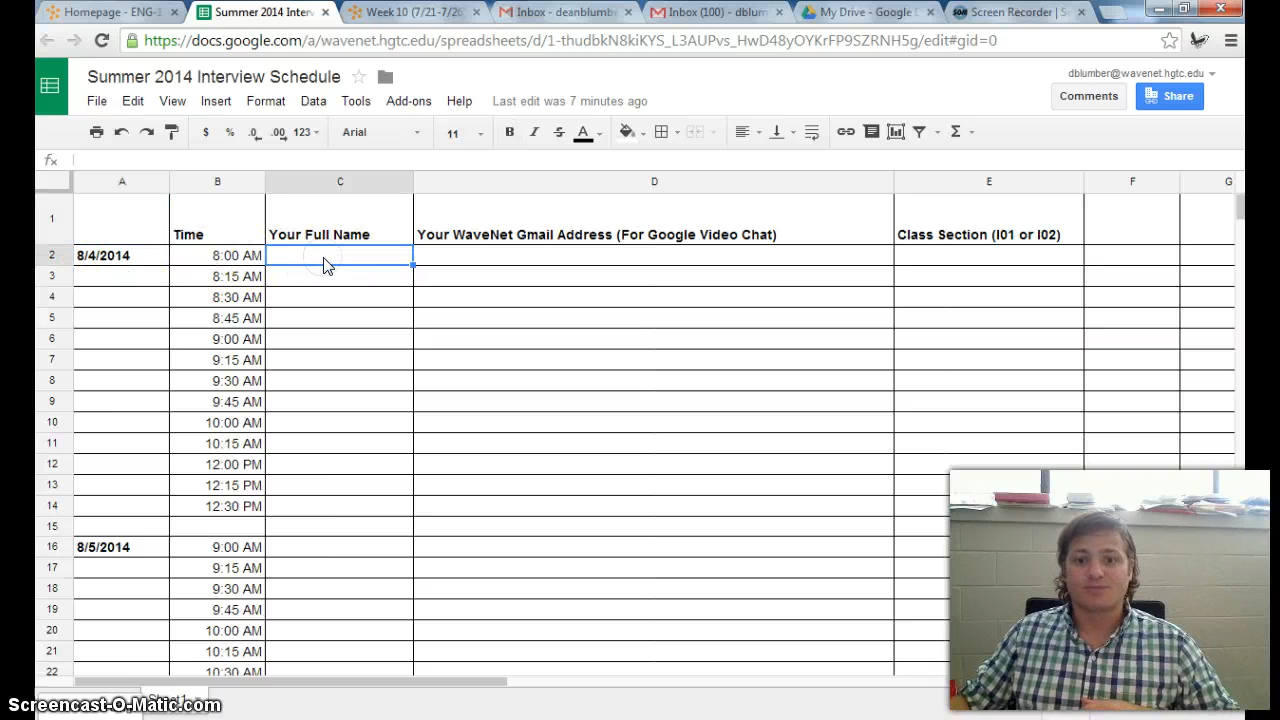 Homepage - ENG-1
Summer 2014 Interv
Week 10 (7/21-7/26
Inbox - deanblumb
Inbox (100) - dblum
My Drive - Google D
Screen Recorder | S
https://docs.google.com/a/wavenet.hgtc.edu/spreadsheets/d/1-thudbkN8kiKYS_L3AUPvs_HwD48yOYKrFP9SZRNH5g/edit#gid=0
Summer 2014 Interview Schedule
dblumber@wavenet.hgtc.edu
File Edit View Insert Format Data Tools Add-ons Help Last edit was 7 minutes ago
Comments Share
$ % .0 .00 123 Arial 11 B I S A Σ
fx
A B C D E F G
1 Time Your Full Name Your WaveNet Gmail Address (For Google Video Chat) Class Section (I01 or I02)
2 8/4/2014 8:00 AM
3 8:15 AM
4 8:30 AM
5 8:45 AM
6 9:00 AM
7 9:15 AM
8 9:30 AM
9 9:45 AM
10 10:00 AM
11 10:15 AM
12 12:00 PM
13 12:15 PM
14 12:30 PM
15
16 8/5/2014 9:00 AM
17 9:15 AM
18 9:30 AM
19 9:45 AM
20 10:00 AM
21 10:15 AM
22 10:30 AM
Sheet1
Screencast-O-Matic.com